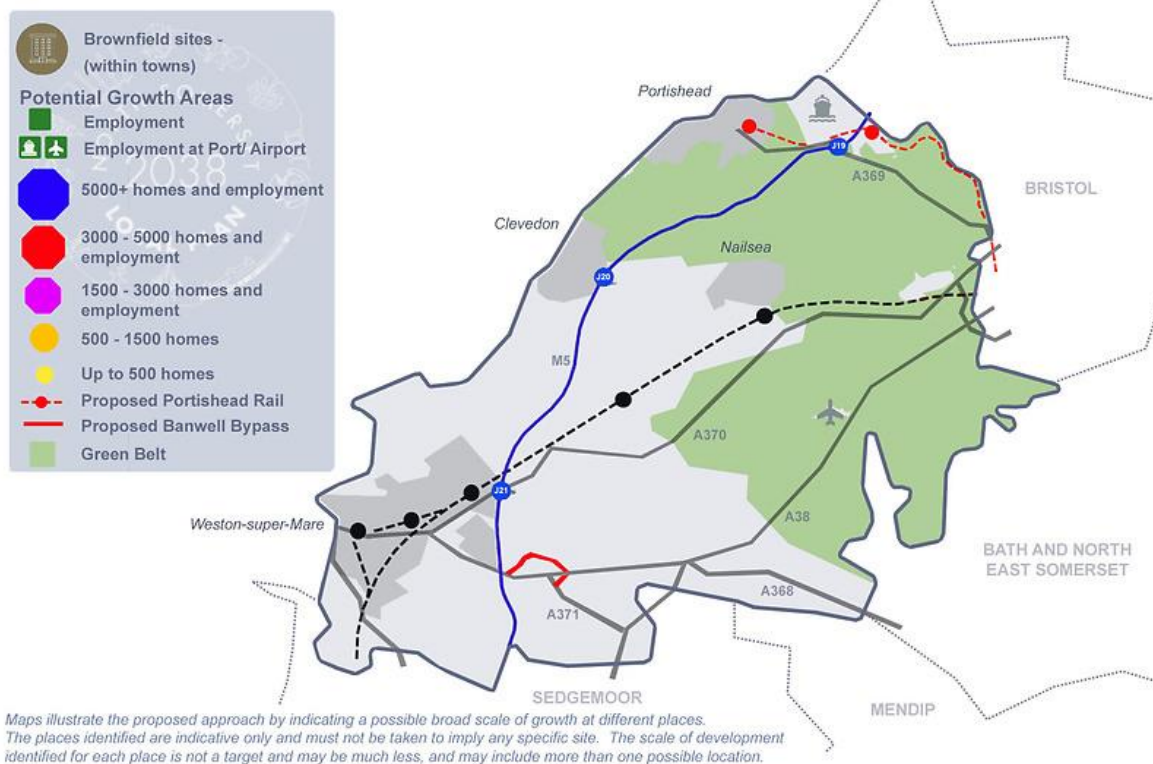 Brownfield sites -
(within towns)
Potential Growth Areas
Employment
Employment at Port/ Airport
5000+ homes and employment
3000 - 5000 homes and
employment
1500 - 3000 homes and
employment
500 - 1500 homes
Up to 500 homes
Proposed Portishead Rail
Proposed Banwell Bypass
Green Belt
2038
LOCAL PLAN
Portishead
J19
A369
BRISTOL
Clevedon
Nailsea
J20
M5
A370
J21
Weston-super-Mare
A38
BATH AND NORTH
EAST SOMERSET
A368
A371
SEDGEMOOR
MENDIP
Maps illustrate the proposed approach by indicating a possible broad scale of growth at different places.
The places identified are indicative only and must not be taken to imply any specific site. The scale of development
identified for each place is not a target and may be much less, and may include more than one possible location.